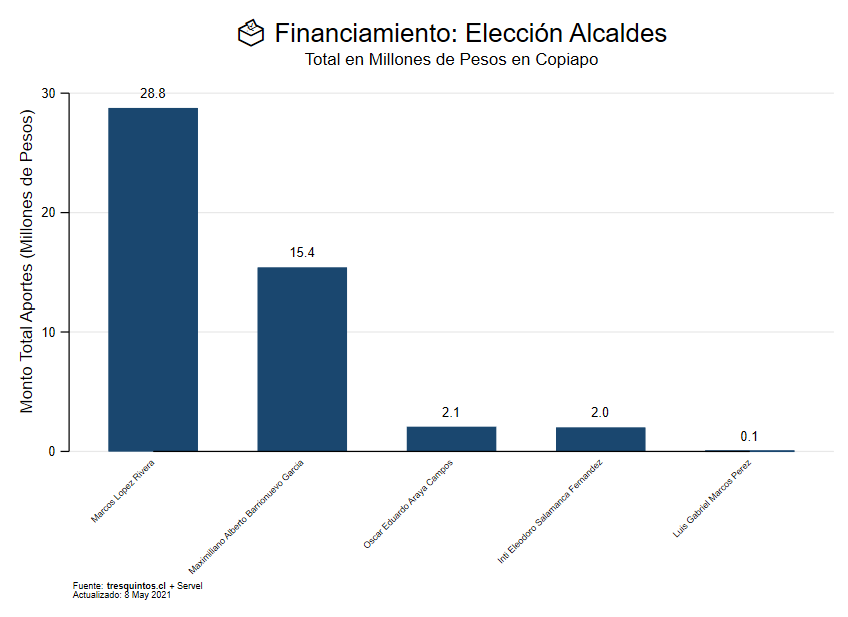 Financiamiento: Elección Alcaldes
Total en Millones de Pesos en Copiapo
Monto Total Aportes (Millones de Pesos)
30
20
10
0
28.8
15.4
2.1
2.0
0.1
Marcos Lopez Rivera
Maximiliano Alberto Barrionuevo Garcia
Oscar Eduardo Araya Campos
Inti Eleodoro Salamanca Fernandez
Luis Gabriel Marcos Perez
Fuente: tresquintos.cl + Servel
Actualizado: 8 May 2021